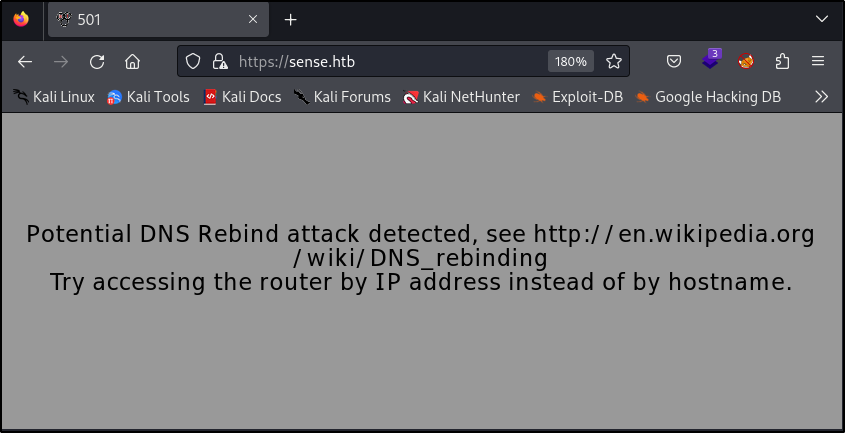 501
https://sense.htb
180%
3
Kali Linux
Kali Tools
Kali Docs
Kali Forums
Kali NetHunter
Exploit-DB
Google Hacking DB
Potential DNS Rebind attack detected, see http://en.wikipedia.org
/wiki/DNS_rebinding
Try accessing the router by IP address instead of by hostname.